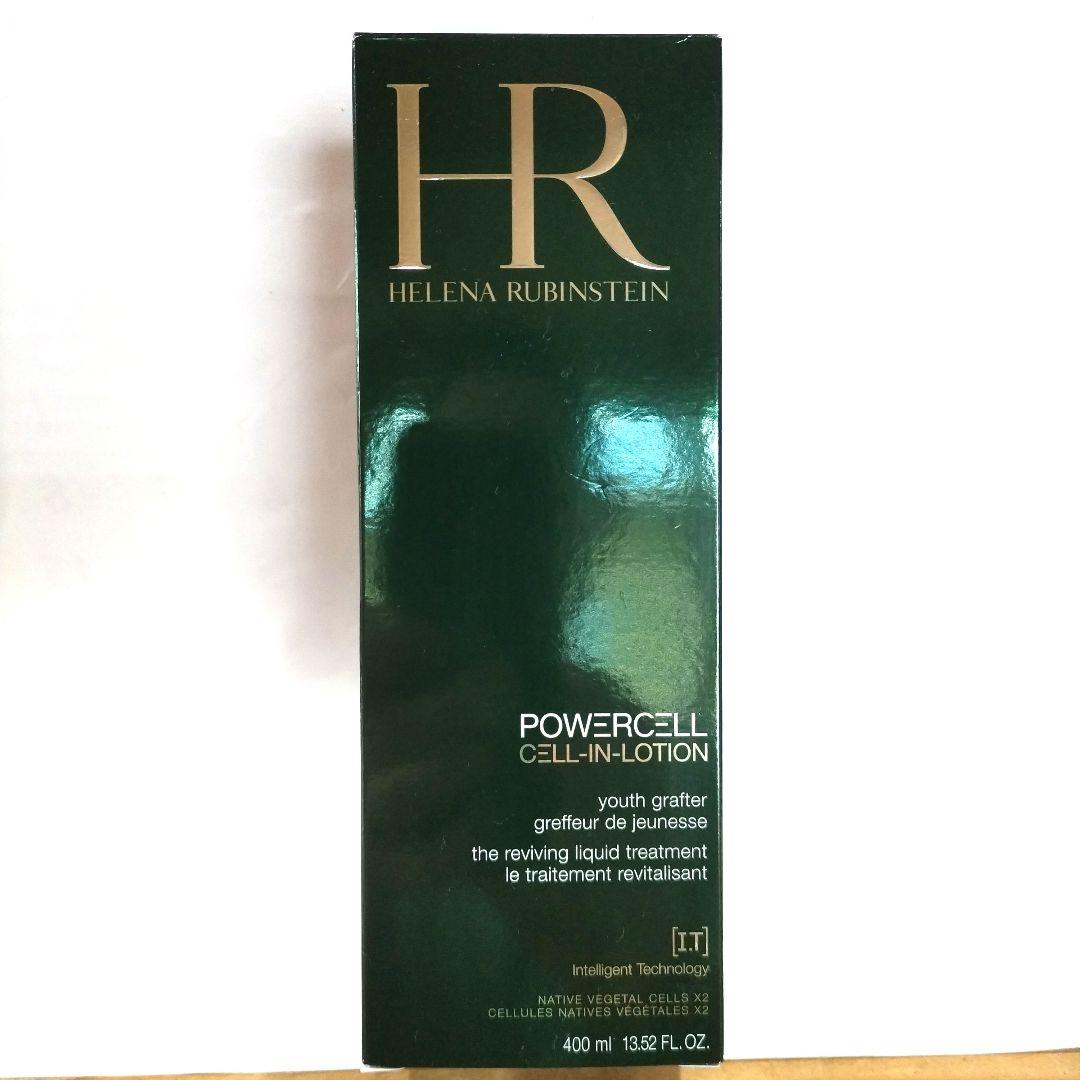 HR
HELENA RUBINSTEIN
POWERCELL
CELL-IN-LOTION
youth grafter
greffeur de jeunesse
the reviving liquid treatment
le traitement revitalisant
[I.T]
Intelligent Technology
NATIVE VEGETAL CELLS X2
CELLULES NATIVES VÉGÉTALES X2
400 ml 13.52 FL. OZ.